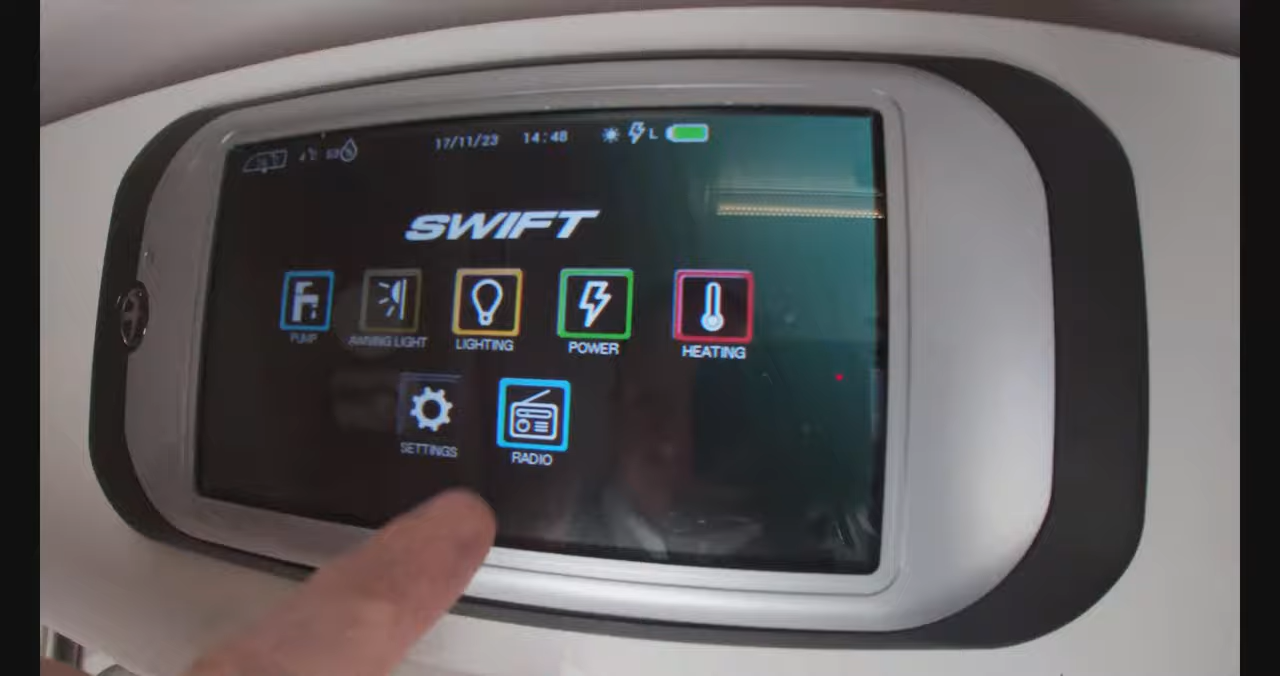 17/11/23 14:48 L
SWIFT
PUMP AWNING LIGHT LIGHTING POWER HEATING
SETTINGS RADIO